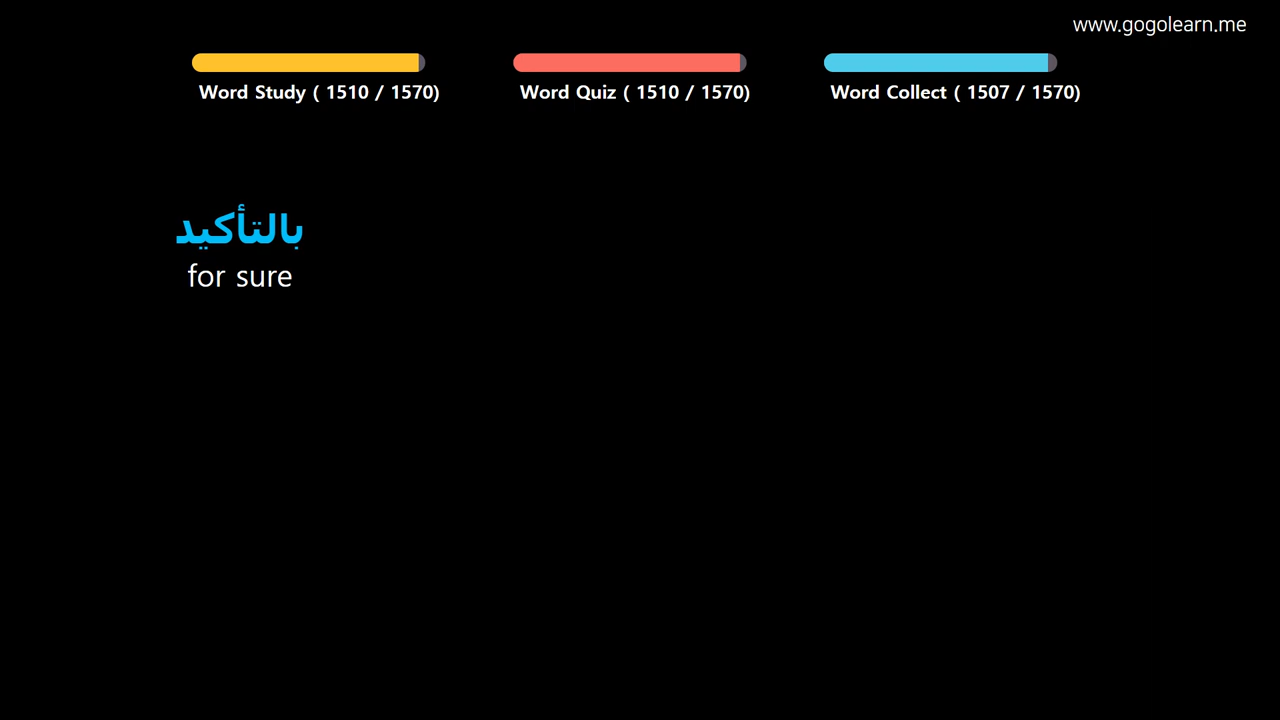 www.gogolearn.me
Word Study ( 1510 / 1570)
Word Quiz ( 1510 / 1570)
Word Collect ( 1507 / 1570)
بالتأكيد
for sure